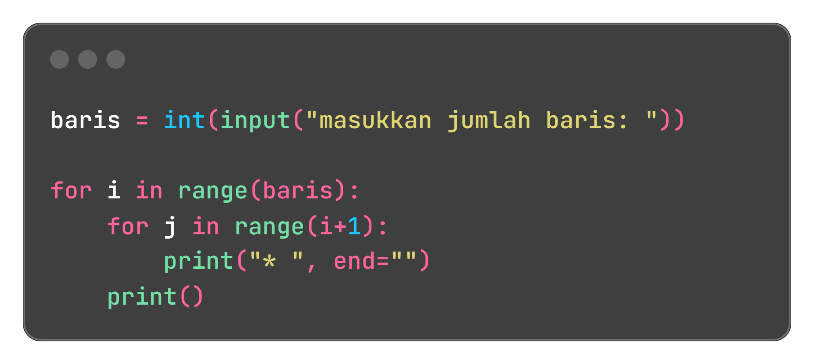 baris = int(input("masukkan jumlah baris: "))

for i in range(baris):
    for j in range(i+1):
        print("* ", end="")
    print()